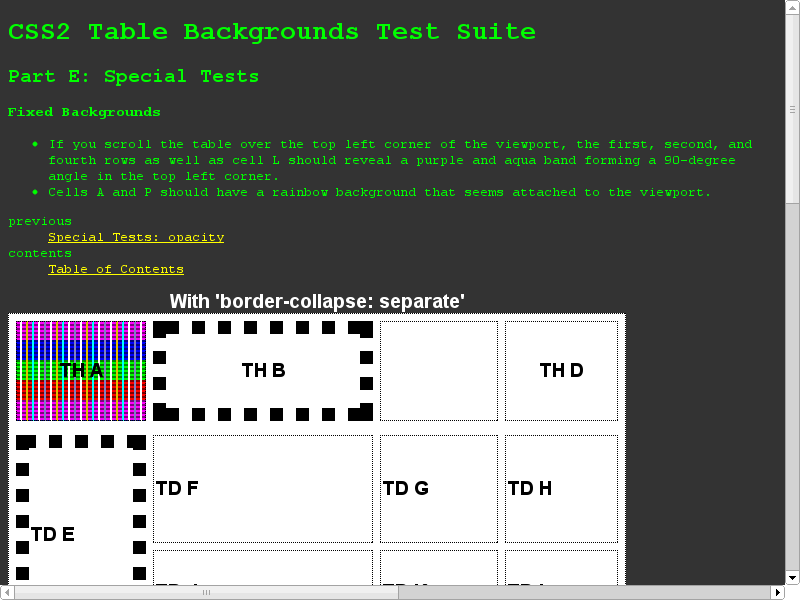 CSS2 Table Backgrounds Test Suite
Part E: Special Tests
Fixed Backgrounds
If you scroll the table over the top left corner of the viewport, the first, second, and
fourth rows as well as cell L should reveal a purple and aqua band forming a 90-degree
angle in the top left corner.
Cells A and P should have a rainbow background that seems attached to the viewport.
previous
Special Tests: opacity
contents
Table of Contents
With 'border-collapse: separate'
TH A
TH B
TH D
TD F
TD G
TD H
TD E